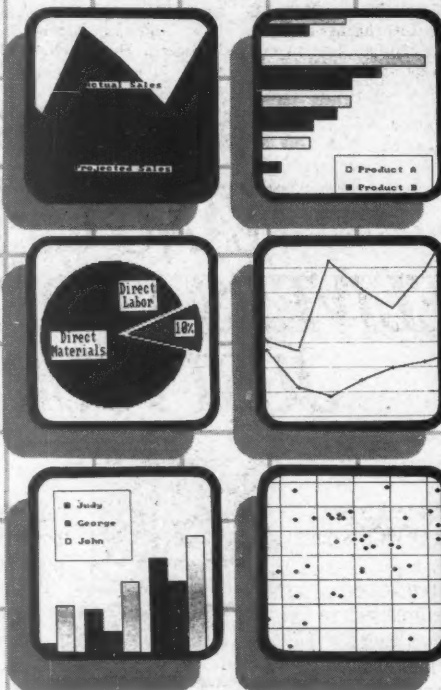 Actual Sales
Projected Sales
Product A
Product B
Direct
Labor
10%
Direct
Materials
Judy
George
John